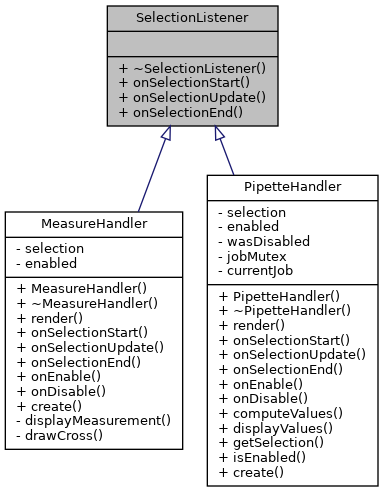 SelectionListener
+ ~SelectionListener()
+ onSelectionStart()
+ onSelectionUpdate()
+ onSelectionEnd()
MeasureHandler
- selection
- enabled
+ MeasureHandler()
+ ~MeasureHandler()
+ render()
+ onSelectionStart()
+ onSelectionUpdate()
+ onSelectionEnd()
+ onEnable()
+ onDisable()
+ create()
- displayMeasurement()
- drawCross()
PipetteHandler
- selection
- enabled
- wasDisabled
- jobMutex
- currentJob
+ PipetteHandler()
+ ~PipetteHandler()
+ render()
+ onSelectionStart()
+ onSelectionUpdate()
+ onSelectionEnd()
+ onEnable()
+ onDisable()
+ computeValues()
+ displayValues()
+ getSelection()
+ isEnabled()
+ create()